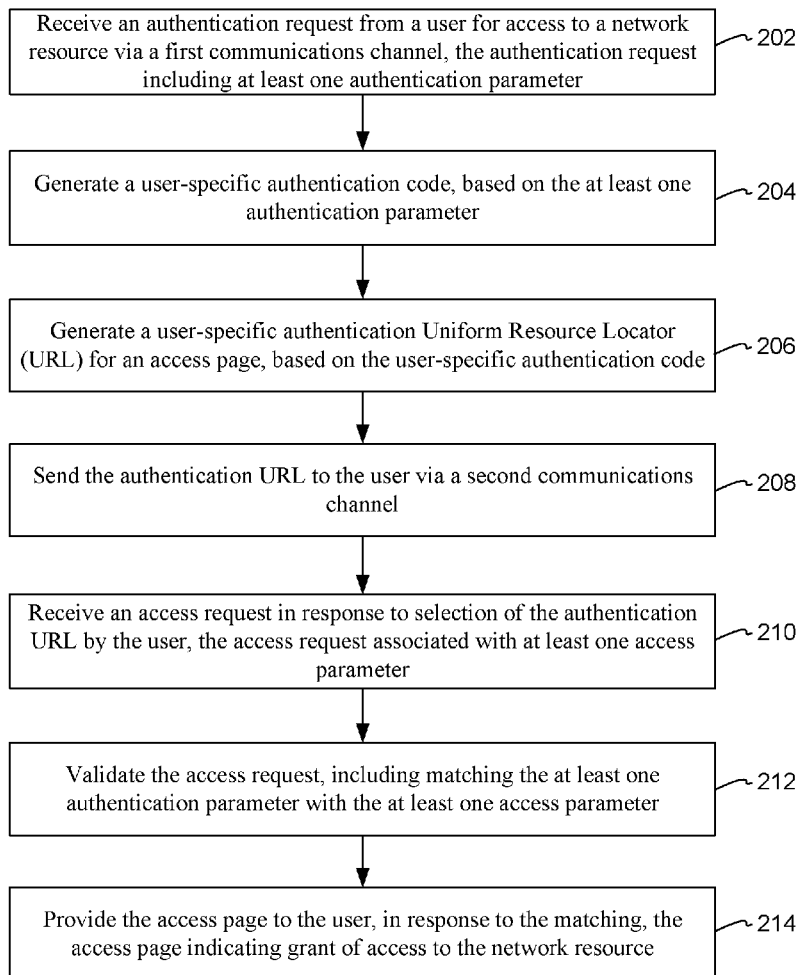 Receive an authentication request from a user for access to a network
resource via a first communications channel, the authentication request
including at least one authentication parameter
202
Generate a user-specific authentication code, based on the at least one
authentication parameter
204
Generate a user-specific authentication Uniform Resource Locator
(URL) for an access page, based on the user-specific authentication code
206
Send the authentication URL to the user via a second communications
channel
208
Receive an access request in response to selection of the authentication
URL by the user, the access request associated with at least one access
parameter
210
Validate the access request, including matching the at least one
authentication parameter with the at least one access parameter
212
Provide the access page to the user, in response to the matching, the
access page indicating grant of access to the network resource
214